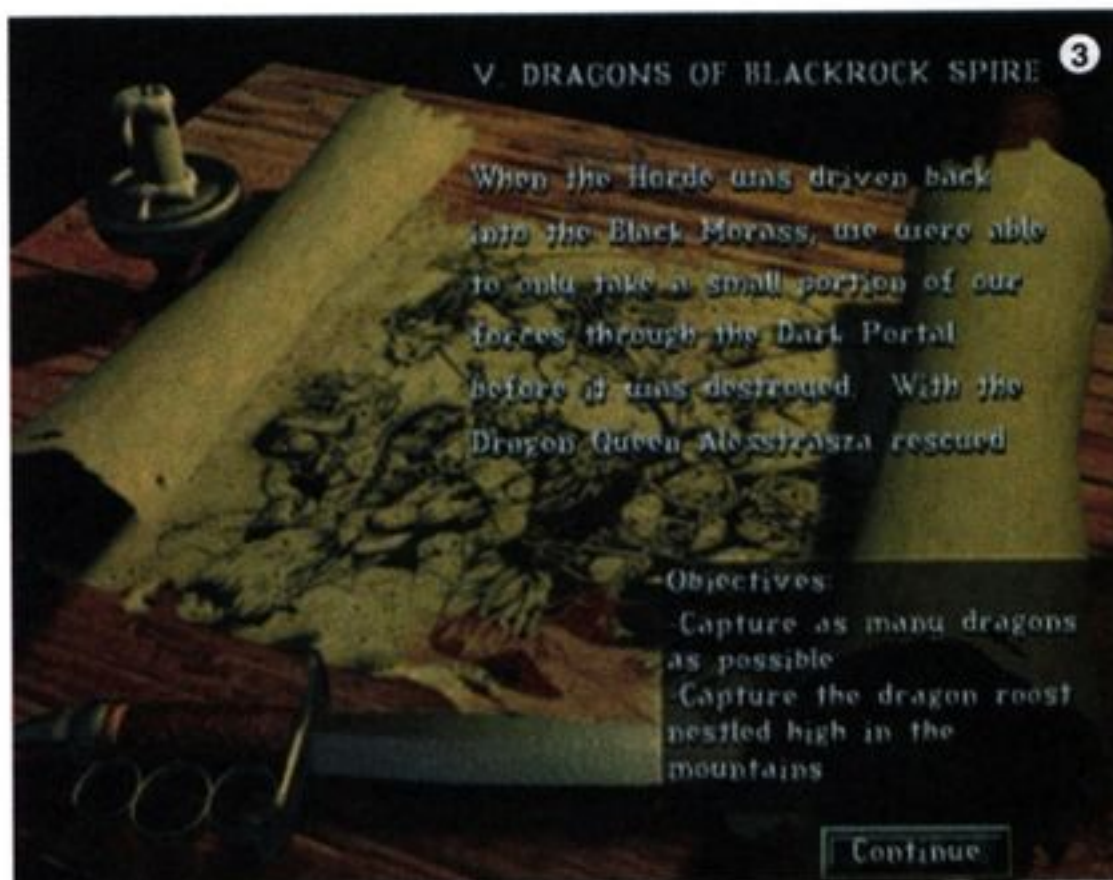 3
V. DRAGONS OF BLACKROCK SPIRE
When the Horde was driven back
into the Black Morass, we were able
to only take a small portion of our
forces through the Dark Portal
before it was destroyed. With the
Dragon Queen Alexstrasza rescued
Objectives:
-Capture as many dragons
as possible
-Capture the dragon roost
nestled high in the
mountains
Continue